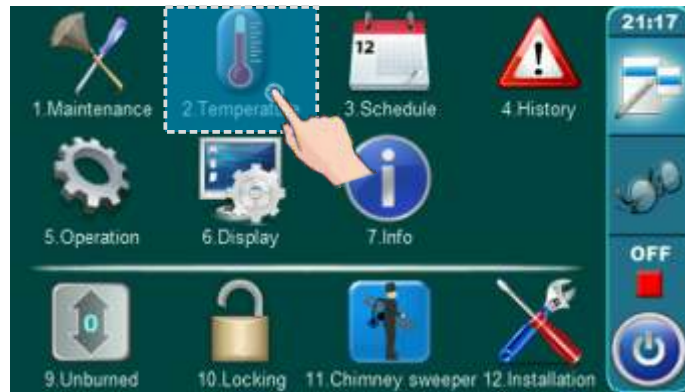 21:17
12
1.Maintenance
2.Temperature
3.Schedule
4.History
5.Operation
6.Display
7.Info
OFF
0
9.Unburned
10.Locking
11.Chimney sweeper
12.Installation